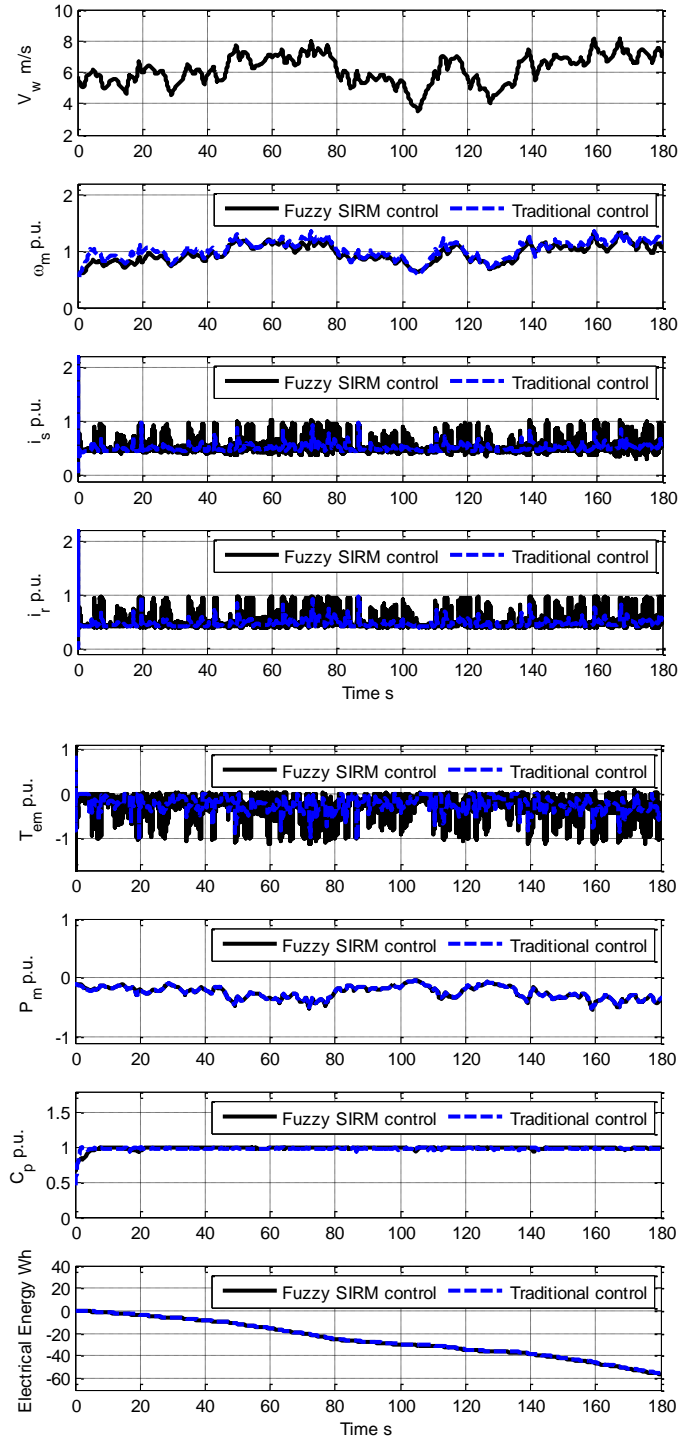 10
8
6
4
2
V_w m/s
0 20 40 60 80 100 120 140 160 180
2
1
0
ω_m p.u.
Fuzzy SIRM control Traditional control
0 20 40 60 80 100 120 140 160 180
2
1
0
i_s p.u.
Fuzzy SIRM control Traditional control
0 20 40 60 80 100 120 140 160 180
2
1
0
i_r p.u.
Fuzzy SIRM control Traditional control
0 20 40 60 80 100 120 140 160 180
Time s
1
0
-1
T_em p.u.
Fuzzy SIRM control Traditional control
0 20 40 60 80 100 120 140 160 180
1
0
-1
P_m p.u.
Fuzzy SIRM control Traditional control
0 20 40 60 80 100 120 140 160 180
1.5
1
0.5
0
C_p p.u.
Fuzzy SIRM control Traditional control
0 20 40 60 80 100 120 140 160 180
40
20
0
-20
-40
-60
Electrical Energy Wh
Fuzzy SIRM control Traditional control
0 20 40 60 80 100 120 140 160 180
Time s